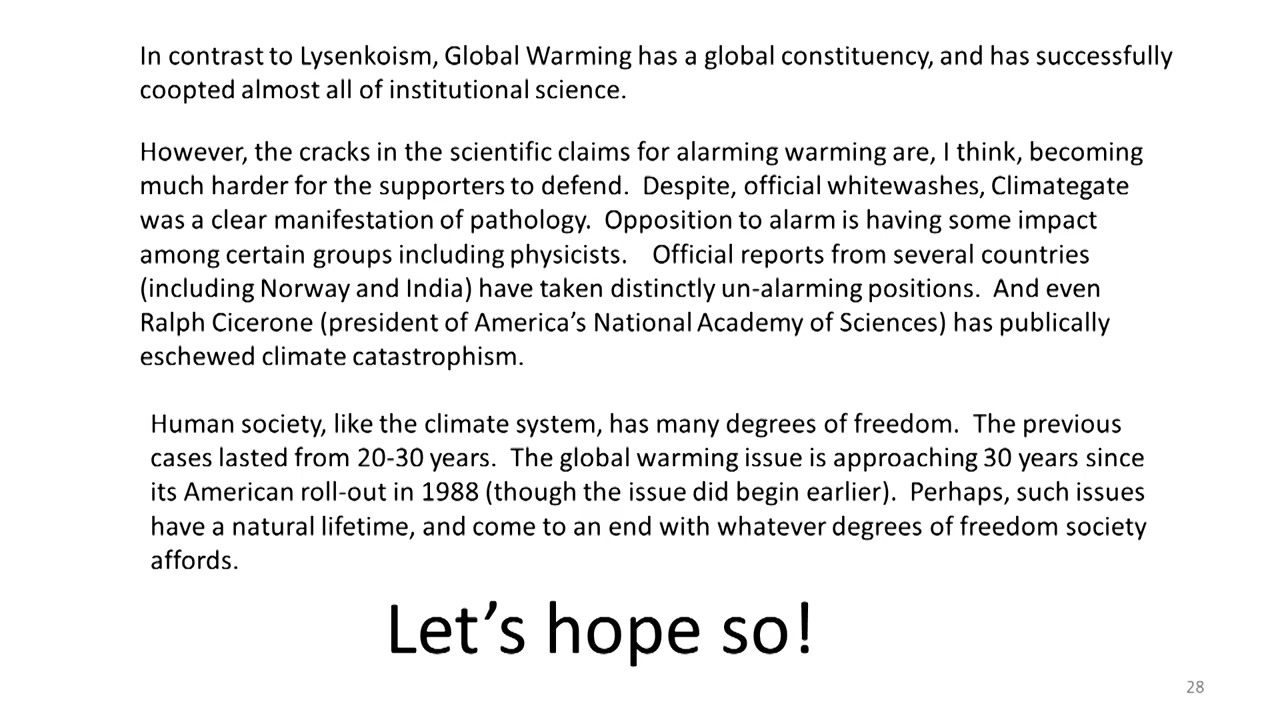 In contrast to Lysenkoism, Global Warming has a global constituency, and has successfully
coopted almost all of institutional science.
However, the cracks in the scientific claims for alarming warming are, I think, becoming
much harder for the supporters to defend.  Despite, official whitewashes, Climategate
was a clear manifestation of pathology.  Opposition to alarm is having some impact
among certain groups including physicists.    Official reports from several countries
(including Norway and India) have taken distinctly un-alarming positions.  And even
Ralph Cicerone (president of America’s National Academy of Sciences) has publically
eschewed climate catastrophism.
Human society, like the climate system, has many degrees of freedom.  The previous
cases lasted from 20-30 years.  The global warming issue is approaching 30 years since
its American roll-out in 1988 (though the issue did begin earlier).  Perhaps, such issues
have a natural lifetime, and come to an end with whatever degrees of freedom society
affords.
Let’s hope so!
28